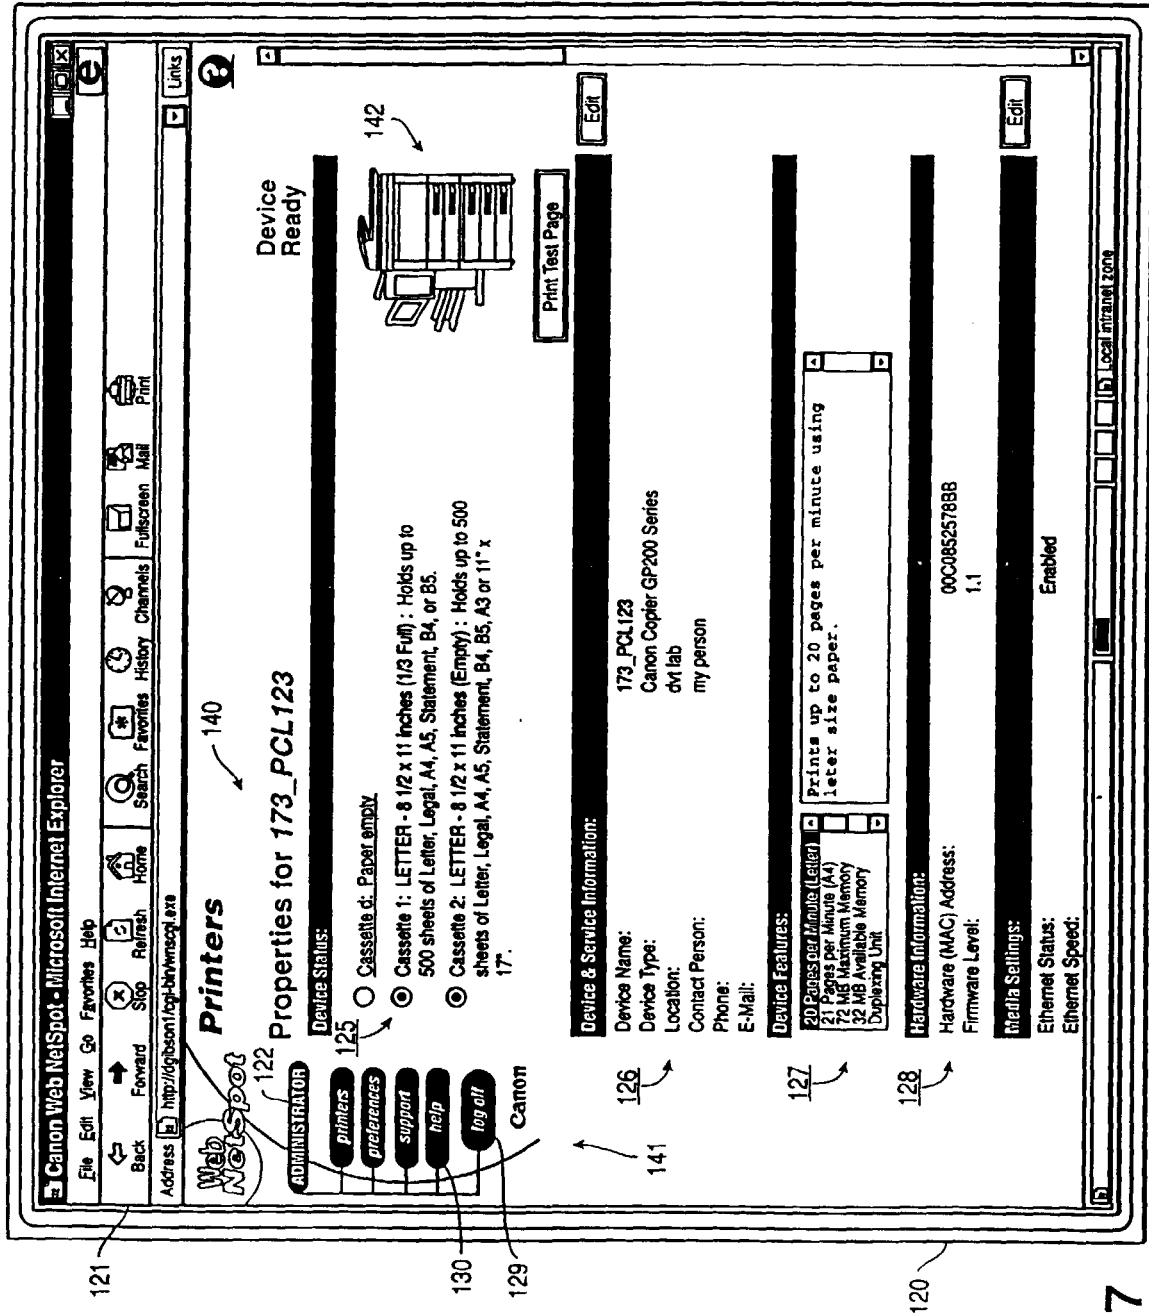 Canon Web NetSpot - Microsoft Internet Explorer
File Edit View Go Favorites Help
Back Forward Stop Refresh Home Search Favorites History Channels Fullscreen Mail Print
Address http://dgibson1/cgi-bin/wnscgi.exe Links
121
Web
NetSpot
Printers
140
?
122
ADMINISTRATOR
printers
preferences
support
help
log off
Canon
141
130
129
120
Properties for 173_PCL123
Device
Ready
Device Status:
125
Cassette d: Paper empty
Cassette 1: LETTER - 8 1/2 x 11 inches (1/3 Full) : Holds up to
500 sheets of Letter, Legal, A4, A5, Statement, B4, or B5.
Cassette 2: LETTER - 8 1/2 x 11 inches (Empty) : Holds up to 500
sheets of Letter, Legal, A4, A5, Statement, B4, B5, A3 or 11" x
17".
142
Print Test Page
Device & Service Information:
Edit
126
Device Name: 173_PCL123
Device Type: Canon Copier GP200 Series
Location: dvt lab
Contact Person: my person
Phone:
E-Mail:
Device Features:
127
20 Pages per Minute (Letter)
21 Pages per Minute (A4)
72 MB Maximum Memory
32 MB Available Memory
Duplexing Unit
Prints up to 20 pages per minute using
leter size paper.
Hardware Information:
128
Hardware (MAC) Address: 00C0852578BB
Firmware Level: 1.1
Media Settings:
Edit
Ethernet Status: Enabled
Ethernet Speed:
Local intranet zone
7